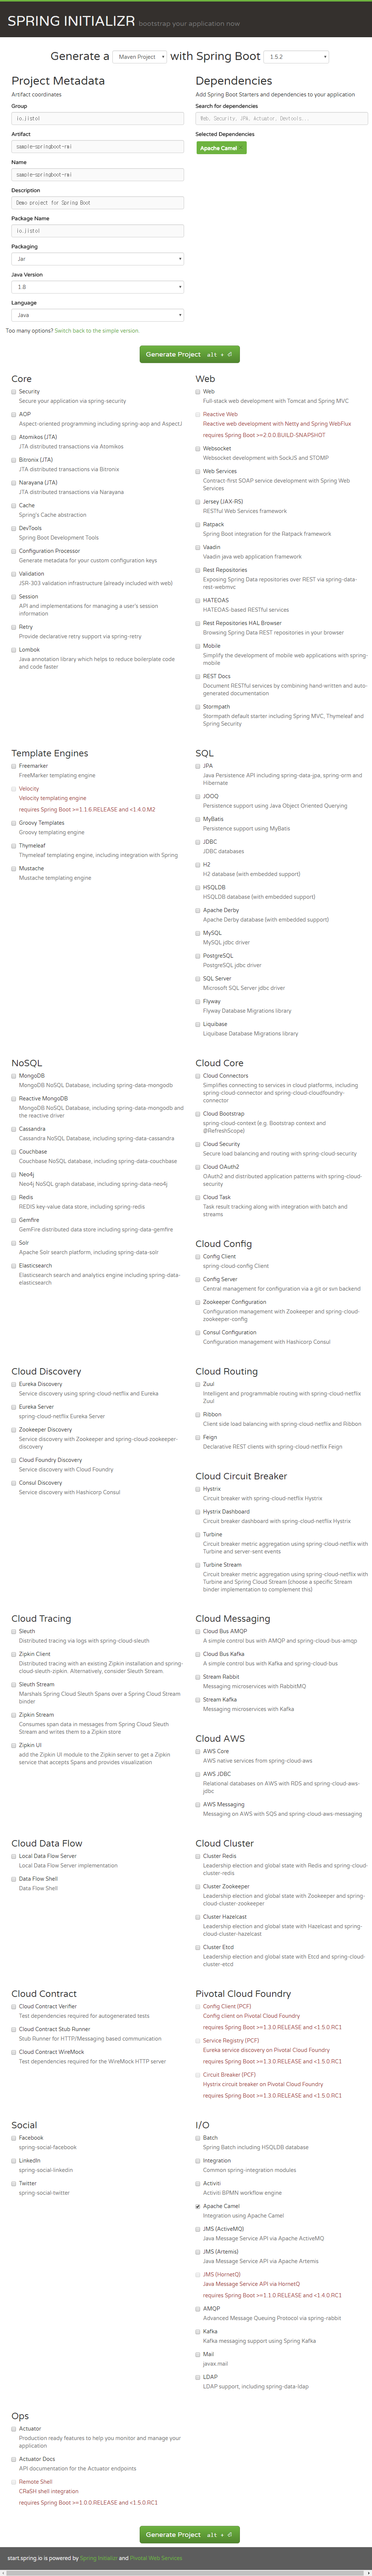 SPRING INITIALIZR bootstrap your application now
Generate a Maven Project with Spring Boot 1.5.2
Project Metadata
Artifact coordinates
Group
io.jistol
Artifact
sample-springboot-rmi
Name
sample-springboot-rmi
Description
Demo project for Spring Boot
Package Name
io.jistol
Packaging
Jar
Java Version
1.8
Language
Java
Too many options? Switch back to the simple version.
Dependencies
Add Spring Boot Starters and dependencies to your application
Search for dependencies
Web, Security, JPA, Actuator, Devtools...
Selected Dependencies
Apache Camel ×
Generate Project alt + ⏎
Core
Security
Secure your application via spring-security
AOP
Aspect-oriented programming including spring-aop and AspectJ
Atomikos (JTA)
JTA distributed transactions via Atomikos
Bitronix (JTA)
JTA distributed transactions via Bitronix
Narayana (JTA)
JTA distributed transactions via Narayana
Cache
Spring's Cache abstraction
DevTools
Spring Boot Development Tools
Configuration Processor
Generate metadata for your custom configuration keys
Validation
JSR-303 validation infrastructure (already included with web)
Session
API and implementations for managing a user's session
information
Retry
Provide declarative retry support via spring-retry
Lombok
Java annotation library which helps to reduce boilerplate code
and code faster
Web
Web
Full-stack web development with Tomcat and Spring MVC
Reactive Web
Reactive web development with Netty and Spring WebFlux
requires Spring Boot >=2.0.0.BUILD-SNAPSHOT
Websocket
Websocket development with SockJS and STOMP
Web Services
Contract-first SOAP service development with Spring Web
Services
Jersey (JAX-RS)
RESTful Web Services framework
Ratpack
Spring Boot integration for the Ratpack framework
Vaadin
Vaadin java web application framework
Rest Repositories
Exposing Spring Data repositories over REST via spring-data-
rest-webmvc
HATEOAS
HATEOAS-based RESTful services
Rest Repositories HAL Browser
Browsing Spring Data REST repositories in your browser
Mobile
Simplify the development of mobile web applications with spring-
mobile
REST Docs
Document RESTful services by combining hand-written and auto-
generated documentation
Stormpath
Stormpath default starter including Spring MVC, Thymeleaf and
Spring Security
Template Engines
Freemarker
FreeMarker templating engine
Velocity
Velocity templating engine
requires Spring Boot >=1.1.6.RELEASE and <1.4.0.M2
Groovy Templates
Groovy templating engine
Thymeleaf
Thymeleaf templating engine, including integration with Spring
Mustache
Mustache templating engine
SQL
JPA
Java Persistence API including spring-data-jpa, spring-orm and
Hibernate
JOOQ
Persistence support using Java Object Oriented Querying
MyBatis
Persistence support using MyBatis
JDBC
JDBC databases
H2
H2 database (with embedded support)
HSQLDB
HSQLDB database (with embedded support)
Apache Derby
Apache Derby database (with embedded support)
MySQL
MySQL jdbc driver
PostgreSQL
PostgreSQL jdbc driver
SQL Server
Microsoft SQL Server jdbc driver
Flyway
Flyway Database Migrations library
Liquibase
Liquibase Database Migrations library
NoSQL
MongoDB
MongoDB NoSQL Database, including spring-data-mongodb
Reactive MongoDB
MongoDB NoSQL Database, including spring-data-mongodb and
the reactive driver
Cassandra
Cassandra NoSQL Database, including spring-data-cassandra
Couchbase
Couchbase NoSQL database, including spring-data-couchbase
Neo4j
Neo4j NoSQL graph database, including spring-data-neo4j
Redis
REDIS key-value data store, including spring-redis
Gemfire
GemFire distributed data store including spring-data-gemfire
Solr
Apache Solr search platform, including spring-data-solr
Elasticsearch
Elasticsearch search and analytics engine including spring-data-
elasticsearch
Cloud Core
Cloud Connectors
Simplifies connecting to services in cloud platforms, including
spring-cloud-connector and spring-cloud-cloudfoundry-
connector
Cloud Bootstrap
spring-cloud-context (e.g. Bootstrap context and
@RefreshScope)
Cloud Security
Secure load balancing and routing with spring-cloud-security
Cloud OAuth2
OAuth2 and distributed application patterns with spring-cloud-
security
Cloud Task
Task result tracking along with integration with batch and
streams
Cloud Config
Config Client
spring-cloud-config Client
Config Server
Central management for configuration via a git or svn backend
Zookeeper Configuration
Configuration management with Zookeeper and spring-cloud-
zookeeper-config
Consul Configuration
Configuration management with Hashicorp Consul
Cloud Discovery
Eureka Discovery
Service discovery using spring-cloud-netflix and Eureka
Eureka Server
spring-cloud-netflix Eureka Server
Zookeeper Discovery
Service discovery with Zookeeper and spring-cloud-zookeeper-
discovery
Cloud Foundry Discovery
Service discovery with Cloud Foundry
Consul Discovery
Service discovery with Hashicorp Consul
Cloud Routing
Zuul
Intelligent and programmable routing with spring-cloud-netflix
Zuul
Ribbon
Client side load balancing with spring-cloud-netflix and Ribbon
Feign
Declarative REST clients with spring-cloud-netflix Feign
Cloud Circuit Breaker
Hystrix
Circuit breaker with spring-cloud-netflix Hystrix
Hystrix Dashboard
Circuit breaker dashboard with spring-cloud-netflix Hystrix
Turbine
Circuit breaker metric aggregation using spring-cloud-netflix with
Turbine and server-sent events
Turbine Stream
Circuit breaker metric aggregation using spring-cloud-netflix with
Turbine and Spring Cloud Stream (choose a specific Stream
binder implementation to complement this)
Cloud Tracing
Sleuth
Distributed tracing via logs with spring-cloud-sleuth
Zipkin Client
Distributed tracing with an existing Zipkin installation and spring-
cloud-sleuth-zipkin. Alternatively, consider Sleuth Stream.
Sleuth Stream
Marshals Spring Cloud Sleuth Spans over a Spring Cloud Stream
binder
Zipkin Stream
Consumes span data in messages from Spring Cloud Sleuth
Stream and writes them to a Zipkin store
Zipkin UI
add the Zipkin UI module to the Zipkin server to get a Zipkin
service that accepts Spans and provides visualization
Cloud Messaging
Cloud Bus AMQP
A simple control bus with AMQP and spring-cloud-bus-amqp
Cloud Bus Kafka
A simple control bus with Kafka and spring-cloud-bus
Stream Rabbit
Messaging microservices with RabbitMQ
Stream Kafka
Messaging microservices with Kafka
Cloud AWS
AWS Core
AWS native services from spring-cloud-aws
AWS JDBC
Relational databases on AWS with RDS and spring-cloud-aws-
jdbc
AWS Messaging
Messaging on AWS with SQS and spring-cloud-aws-messaging
Cloud Data Flow
Local Data Flow Server
Local Data Flow Server implementation
Data Flow Shell
Data Flow Shell
Cloud Cluster
Cluster Redis
Leadership election and global state with Redis and spring-cloud-
cluster-redis
Cluster Zookeeper
Leadership election and global state with Zookeeper and spring-
cloud-cluster-zookeeper
Cluster Hazelcast
Leadership election and global state with Hazelcast and spring-
cloud-cluster-hazelcast
Cluster Etcd
Leadership election and global state with Etcd and spring-cloud-
cluster-etcd
Cloud Contract
Cloud Contract Verifier
Test dependencies required for autogenerated tests
Cloud Contract Stub Runner
Stub Runner for HTTP/Messaging based communication
Cloud Contract WireMock
Test dependencies required for the WireMock HTTP server
Pivotal Cloud Foundry
Config Client (PCF)
Config client on Pivotal Cloud Foundry
requires Spring Boot >=1.3.0.RELEASE and <1.5.0.RC1
Service Registry (PCF)
Eureka service discovery on Pivotal Cloud Foundry
requires Spring Boot >=1.3.0.RELEASE and <1.5.0.RC1
Circuit Breaker (PCF)
Hystrix circuit breaker on Pivotal Cloud Foundry
requires Spring Boot >=1.3.0.RELEASE and <1.5.0.RC1
Social
Facebook
spring-social-facebook
LinkedIn
spring-social-linkedin
Twitter
spring-social-twitter
I/O
Batch
Spring Batch including HSQLDB database
Integration
Common spring-integration modules
Activiti
Activiti BPMN workflow engine
Apache Camel
Integration using Apache Camel
JMS (ActiveMQ)
Java Message Service API via Apache ActiveMQ
JMS (Artemis)
Java Message Service API via Apache Artemis
JMS (HornetQ)
Java Message Service API via HornetQ
requires Spring Boot >=1.1.0.RELEASE and <1.4.0.RC1
AMQP
Advanced Message Queuing Protocol via spring-rabbit
Kafka
Kafka messaging support using Spring Kafka
Mail
javax.mail
LDAP
LDAP support, including spring-data-ldap
Ops
Actuator
Production ready features to help you monitor and manage your
application
Actuator Docs
API documentation for the Actuator endpoints
Remote Shell
CRaSH shell integration
requires Spring Boot >=1.0.0.RELEASE and <1.5.0.RC1
Generate Project alt + ⏎
start.spring.io is powered by Spring Initializr and Pivotal Web Services